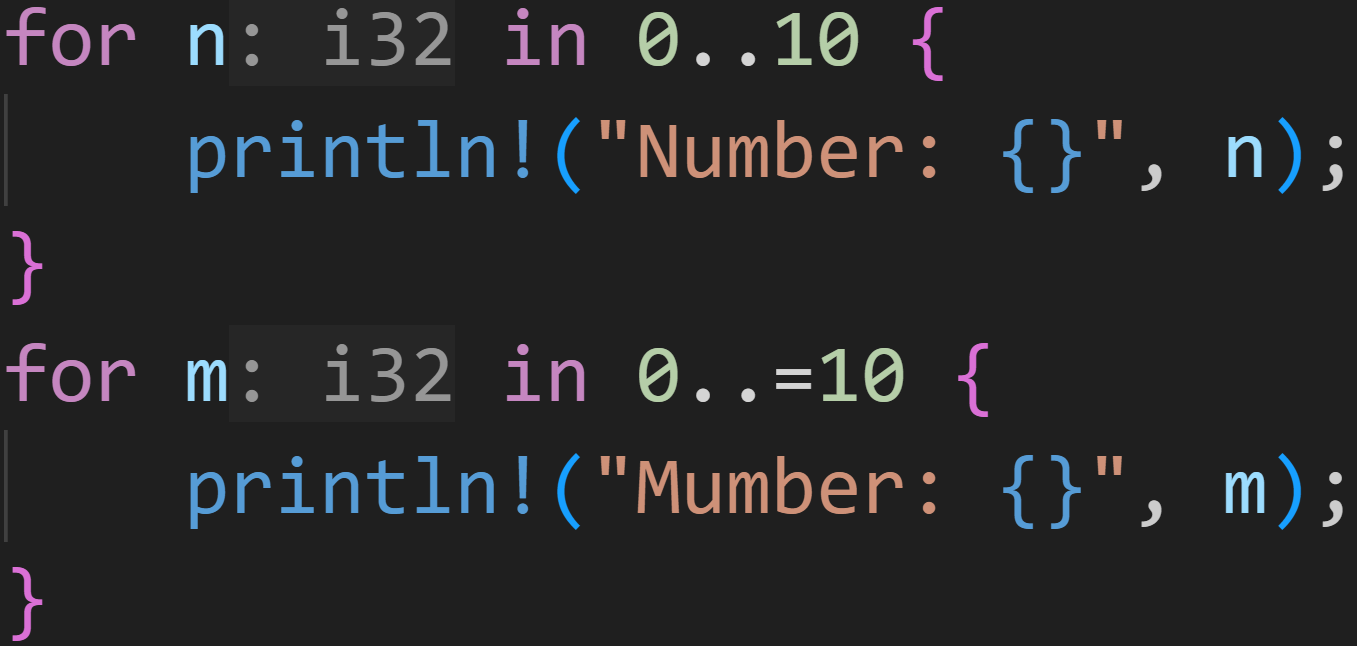 for n: i32 in 0..10 {
println!("Number: {}", n);
}
for m: i32 in 0..=10 {
println!("Mumber: {}", m);
}